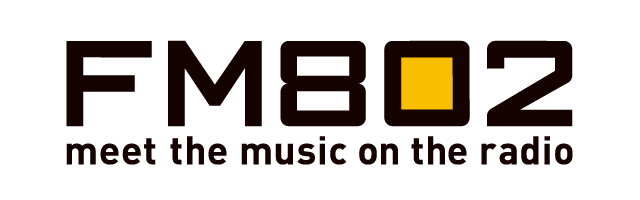 FM802
meet the music on the radio